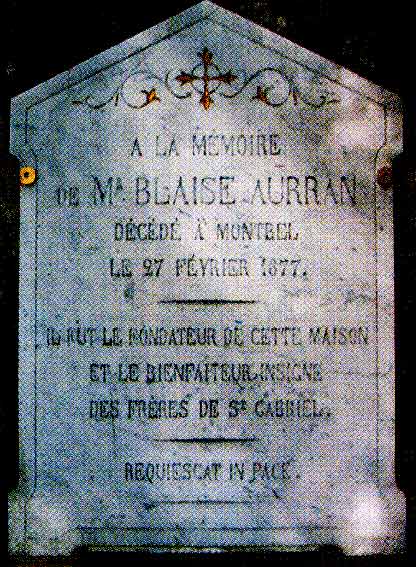 A LA MÉMOIRE
DE Mr BLAISE AURRAN
DÉCÉDÉ À MONTBEL
LE 27 FÉVRIER 1877.
IL FUT LE FONDATEUR DE CETTE MAISON
ET LE BIENFAITEUR INSIGNE
DES FRÈRES DE St GABRIEL.
REQUIESCAT IN PACE.